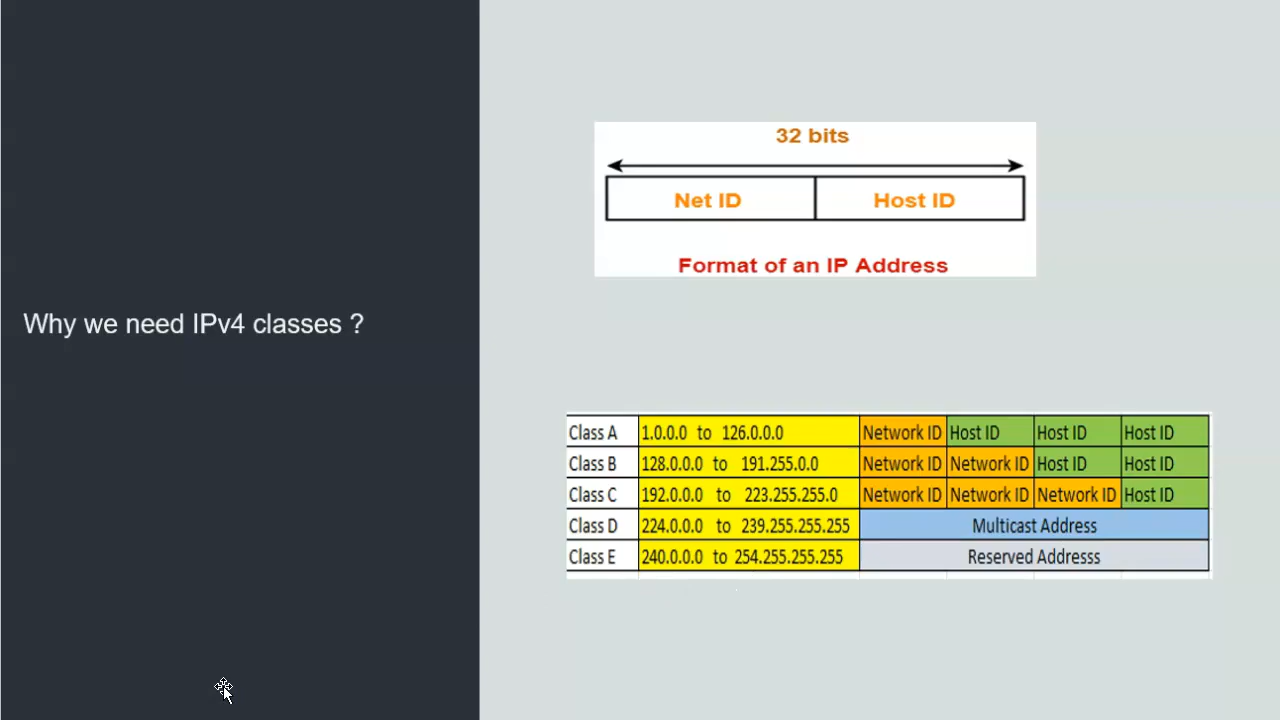 Why we need IPv4 classes ?
32 bits
Net ID Host ID
Format of an IP Address
Class A 1.0.0.0 to 126.0.0.0 Network ID Host ID Host ID Host ID
Class B 128.0.0.0 to 191.255.0.0 Network ID Network ID Host ID Host ID
Class C 192.0.0.0 to 223.255.255.0 Network ID Network ID Network ID Host ID
Class D 224.0.0.0 to 239.255.255.255 Multicast Address
Class E 240.0.0.0 to 254.255.255.255 Reserved Addresss